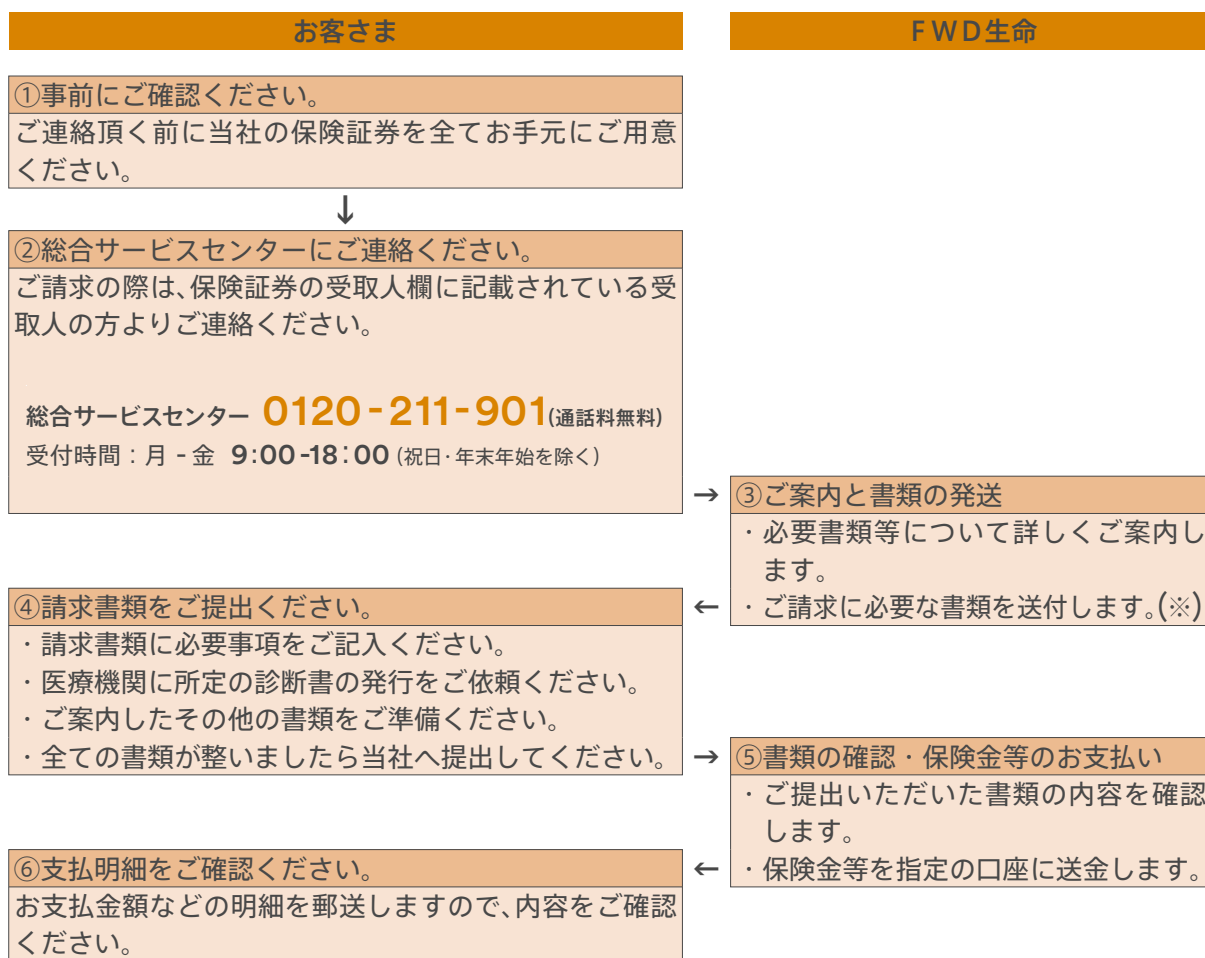 お客さま
ＦＷＤ生命
①事前にご確認ください。
ご連絡頂く前に当社の保険証券を全てお手元にご用意
ください。
↓
②総合サービスセンターにご連絡ください。
ご請求の際は、保険証券の受取人欄に記載されている受
取人の方よりご連絡ください。
総合サービスセンター 0120-211-901(通話料無料)
受付時間：月 - 金 9:00-18:00 (祝日・年末年始を除く)
→
③ご案内と書類の発送
・必要書類等について詳しくご案内し
ます。
・ご請求に必要な書類を送付します。(※)
←
④請求書類をご提出ください。
・請求書類に必要事項をご記入ください。
・医療機関に所定の診断書の発行をご依頼ください。
・ご案内したその他の書類をご準備ください。
・全ての書類が整いましたら当社へ提出してください。
→
⑤書類の確認・保険金等のお支払い
・ご提出いただいた書類の内容を確認
します。
・保険金等を指定の口座に送金します。
←
⑥支払明細をご確認ください。
お支払金額などの明細を郵送しますので、内容をご確認
ください。